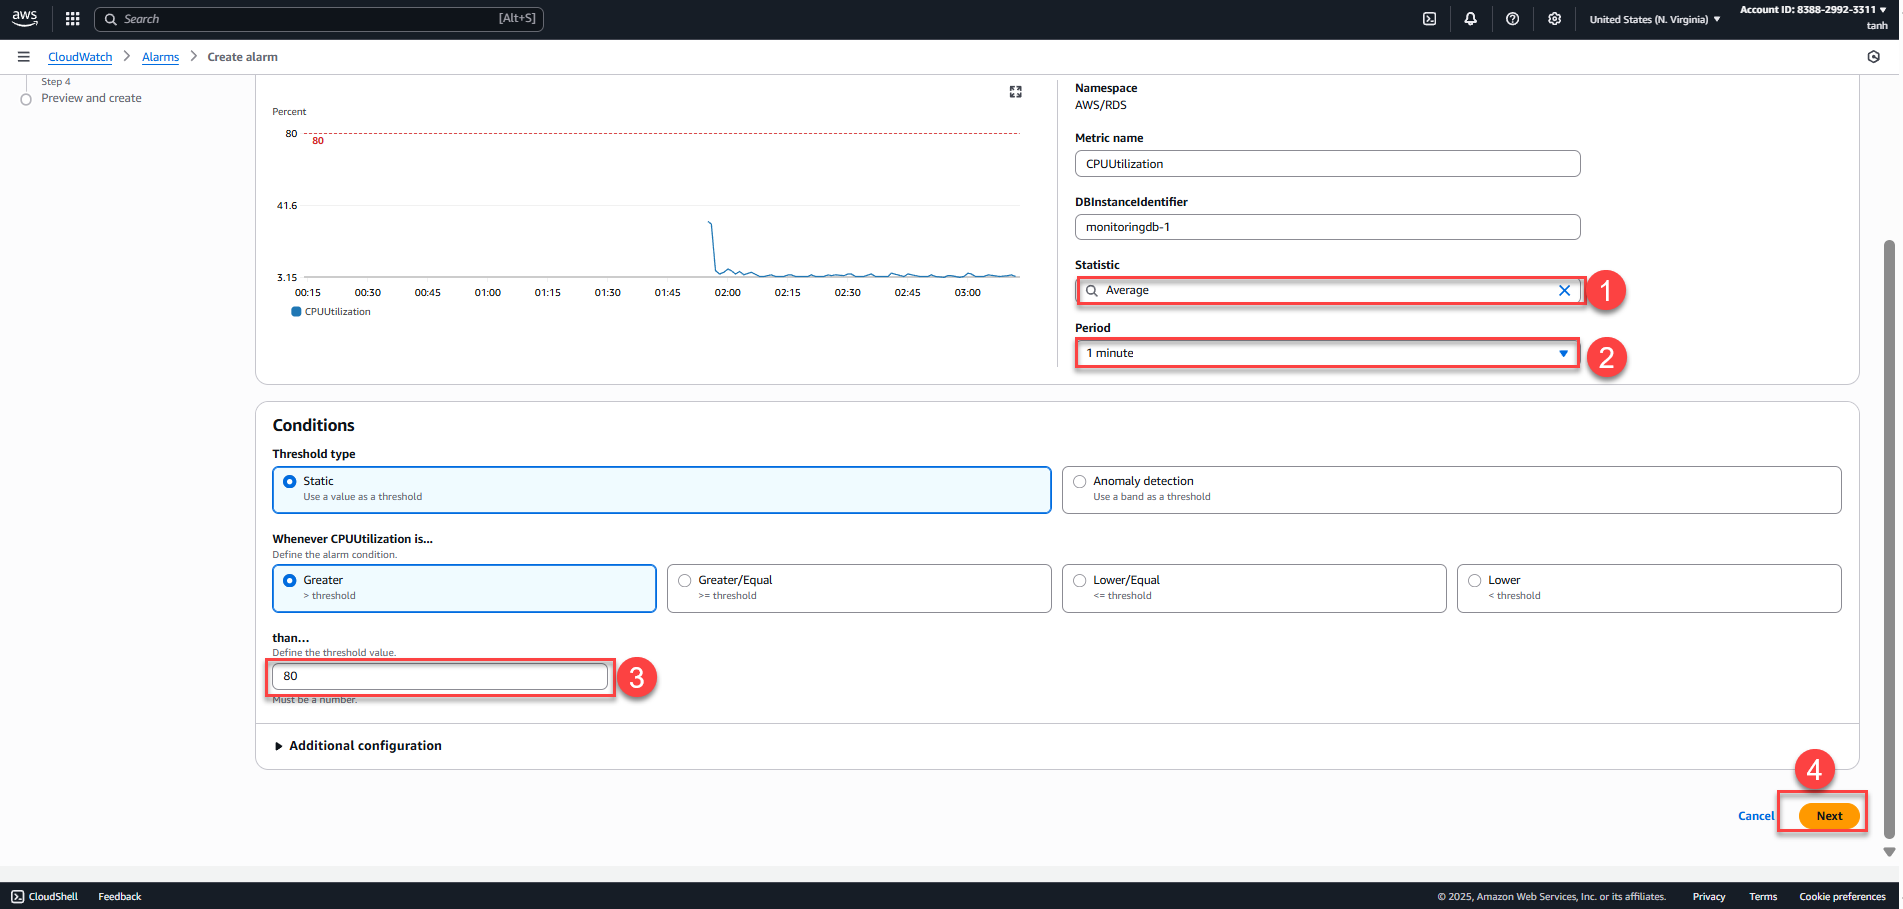 aws
Search
[Alt+S]
United States (N. Virginia)
Account ID: 8388-2992-3311
tanh
CloudWatch
Alarms
Create alarm
Step 4
Preview and create
Percent
80
80
41.6
3.15
00:15 00:30 00:45 01:00 01:15 01:30 01:45 02:00 02:15 02:30 02:45 03:00
CPUUtilization
Namespace
AWS/RDS
Metric name
CPUUtilization
DBInstanceIdentifier
monitoringdb-1
Statistic
Average
1
Period
1 minute
2
Conditions
Threshold type
Static
Use a value as a threshold
Anomaly detection
Use a band as a threshold
Whenever CPUUtilization is...
Define the alarm condition.
Greater
> threshold
Greater/Equal
>= threshold
Lower/Equal
<= threshold
Lower
< threshold
than...
Define the threshold value.
80
3
Must be a number.
Additional configuration
4
Cancel
Next
CloudShell
Feedback
© 2025, Amazon Web Services, Inc. or its affiliates.
Privacy
Terms
Cookie preferences